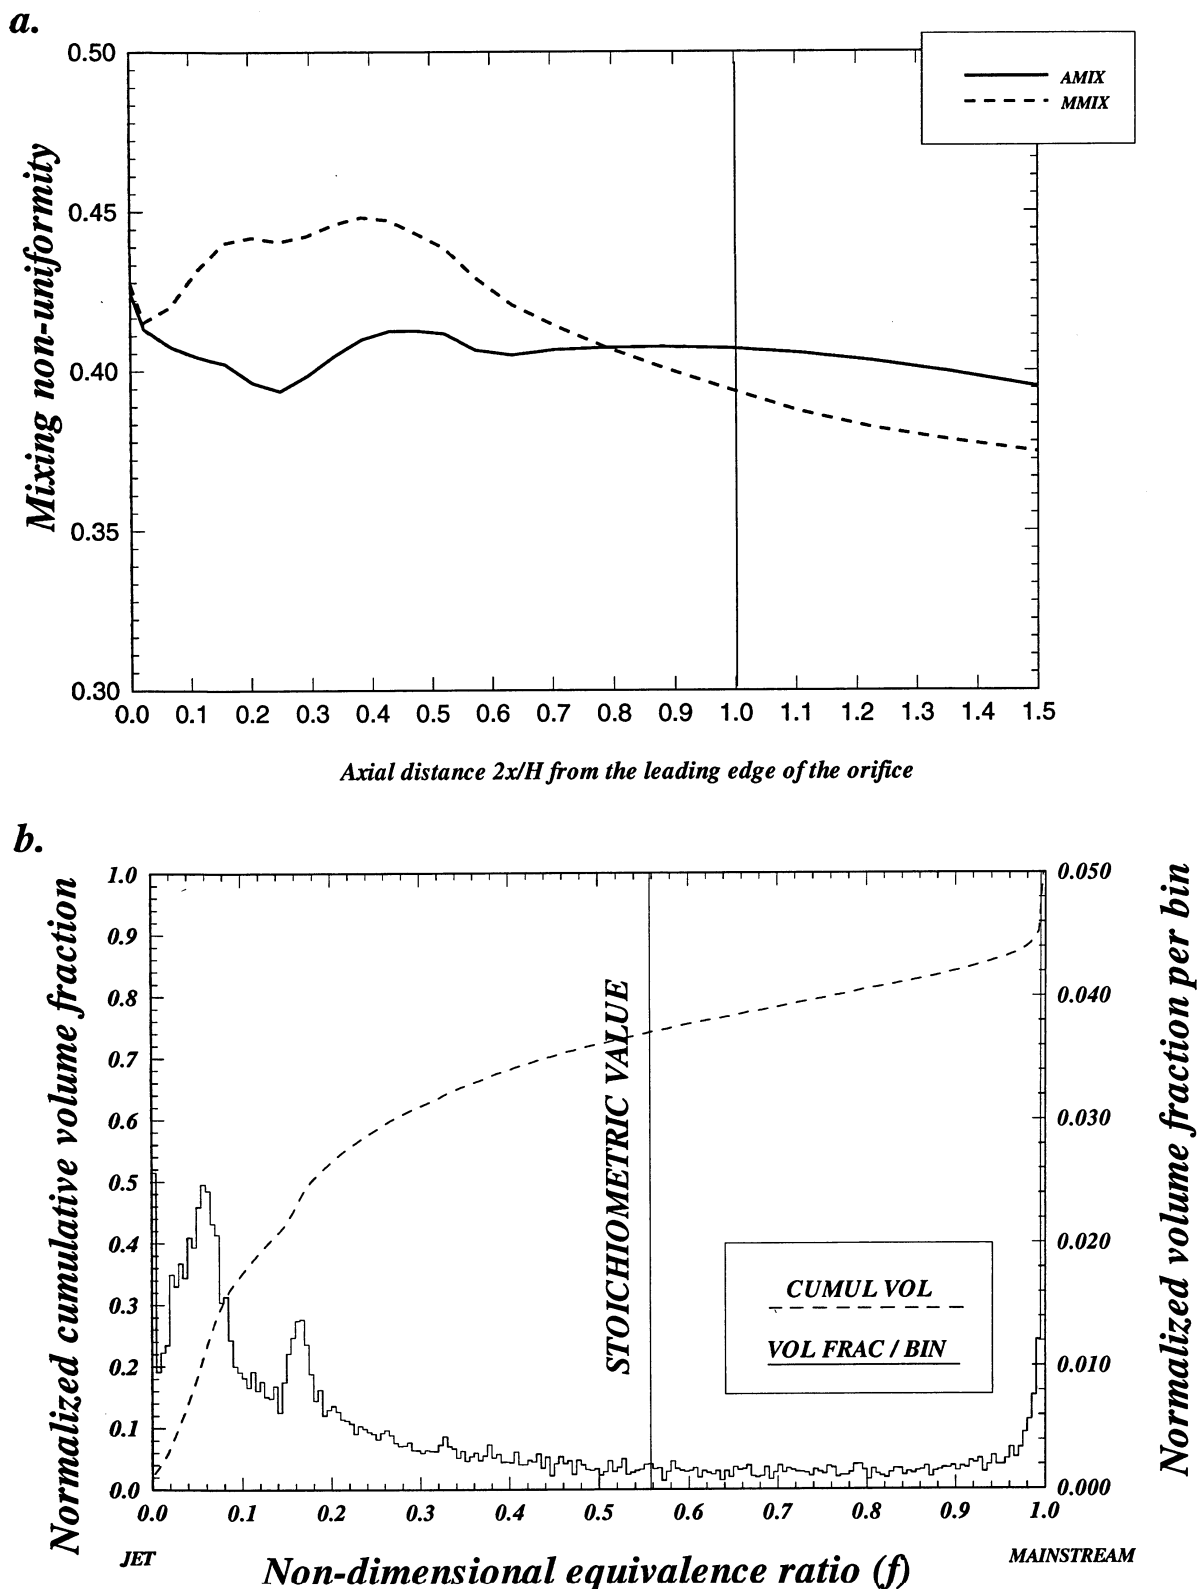 a.
0.50
0.45
0.40
0.35
0.30
Mixing non-uniformity
AMIX
MMIX
0.0 0.1 0.2 0.3 0.4 0.5 0.6 0.7 0.8 0.9 1.0 1.1 1.2 1.3 1.4 1.5
Axial distance 2x/H from the leading edge of the orifice
b.
1.0
0.9
0.8
0.7
0.6
0.5
0.4
0.3
0.2
0.1
0.0
Normalized cumulative volume fraction
STOICHIOMETRIC VALUE
CUMUL VOL
VOL FRAC / BIN
0.050
0.040
0.030
0.020
0.010
0.000
Normalized volume fraction per bin
0.0 0.1 0.2 0.3 0.4 0.5 0.6 0.7 0.8 0.9 1.0
JET
MAINSTREAM
Non-dimensional equivalence ratio (f)